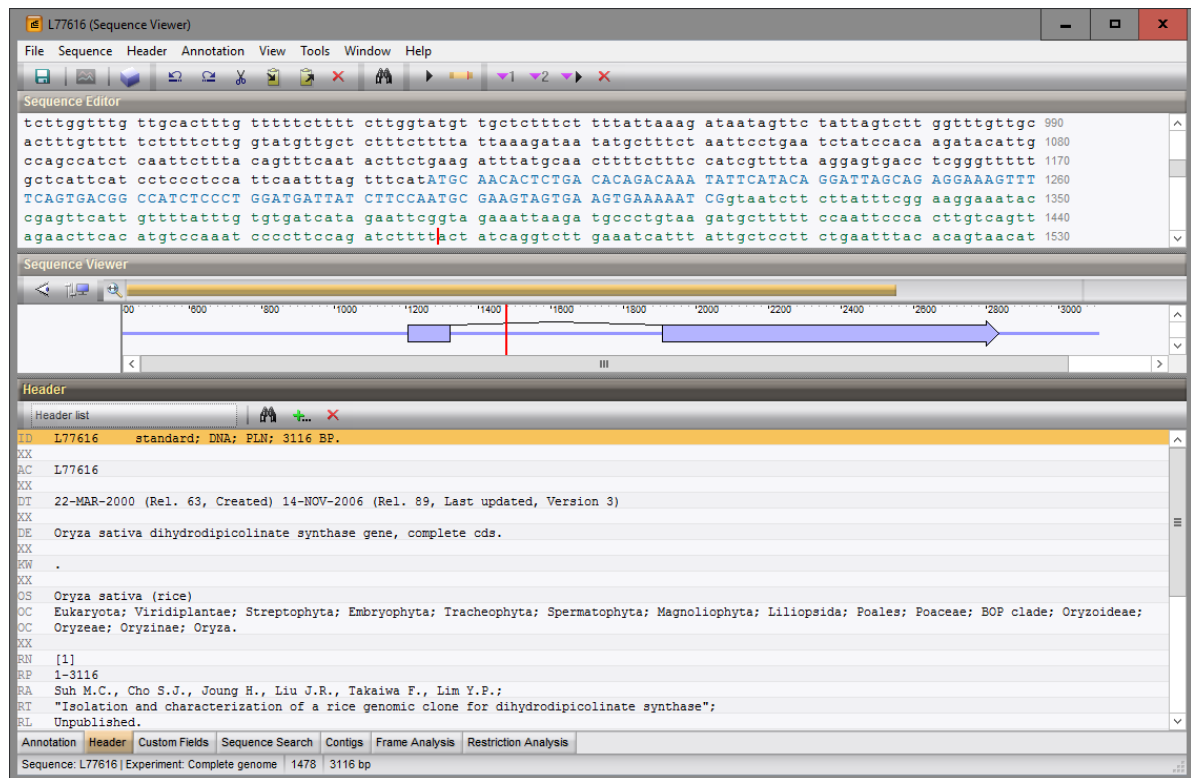 L77616 (Sequence Viewer)
File Sequence Header Annotation View Tools Window Help
1 2
Sequence Editor
tcttggtttg ttgcactttg tttttctttt cttggtatgt tgctctttct tttattaaag ataatagttc tattagtctt ggtttgttgc 990
actttgtttt tcttttcttg gtatgttgct ctttctttta ttaaagataa tatgctttct aattcctgaa tctatccaca agatacattg 1080
ccagccatct caattcttta cagtttcaat acttctgaag atttatgcaa cttttctttc catcgtttta aggagtgacc tcgggttttt 1170
gctcattcat cctccctcca ttcaatttag tttcatATGC AACACTCTGA CACAGACAAA TATTCATACA GGATTAGCAG AGGAAAGTTT 1260
TCAGTGACGG CCATCTCCCT GGATGATTAT CTTCCAATGC GAAGTAGTGA AGTGAAAAAT CGgtaatctt cttatttcgg aaggaaatac 1350
cgagttcatt gttttatttg tgtgatcata gaattcggta gaaattaaga tgccctgtaa gatgcttttt ccaattccca cttgtcagtt 1440
agaacttcac atgtccaaat ccccttccag atcttttact atcaggtctt gaaatcattt attgctcctt ctgaatttac acagtaacat 1530
Sequence Viewer
'600 '800 '1000 '1200 '1400 '1600 '1800 '2000 '2200 '2400 '2600 '2800 '3000
Header
Header list
ID L77616 standard; DNA; PLN; 3116 BP.
XX
AC L77616
XX
DT 22-MAR-2000 (Rel. 63, Created) 14-NOV-2006 (Rel. 89, Last updated, Version 3)
XX
DE Oryza sativa dihydrodipicolinate synthase gene, complete cds.
XX
KW .
XX
OS Oryza sativa (rice)
OC Eukaryota; Viridiplantae; Streptophyta; Embryophyta; Tracheophyta; Spermatophyta; Magnoliophyta; Liliopsida; Poales; Poaceae; BOP clade; Oryzoideae;
OC Oryzeae; Oryzinae; Oryza.
XX
RN [1]
RP 1-3116
RA Suh M.C., Cho S.J., Joung H., Liu J.R., Takaiwa F., Lim Y.P.;
RT "Isolation and characterization of a rice genomic clone for dihydrodipicolinate synthase";
RL Unpublished.
Annotation Header Custom Fields Sequence Search Contigs Frame Analysis Restriction Analysis
Sequence: L77616 | Experiment: Complete genome 1478 3116 bp